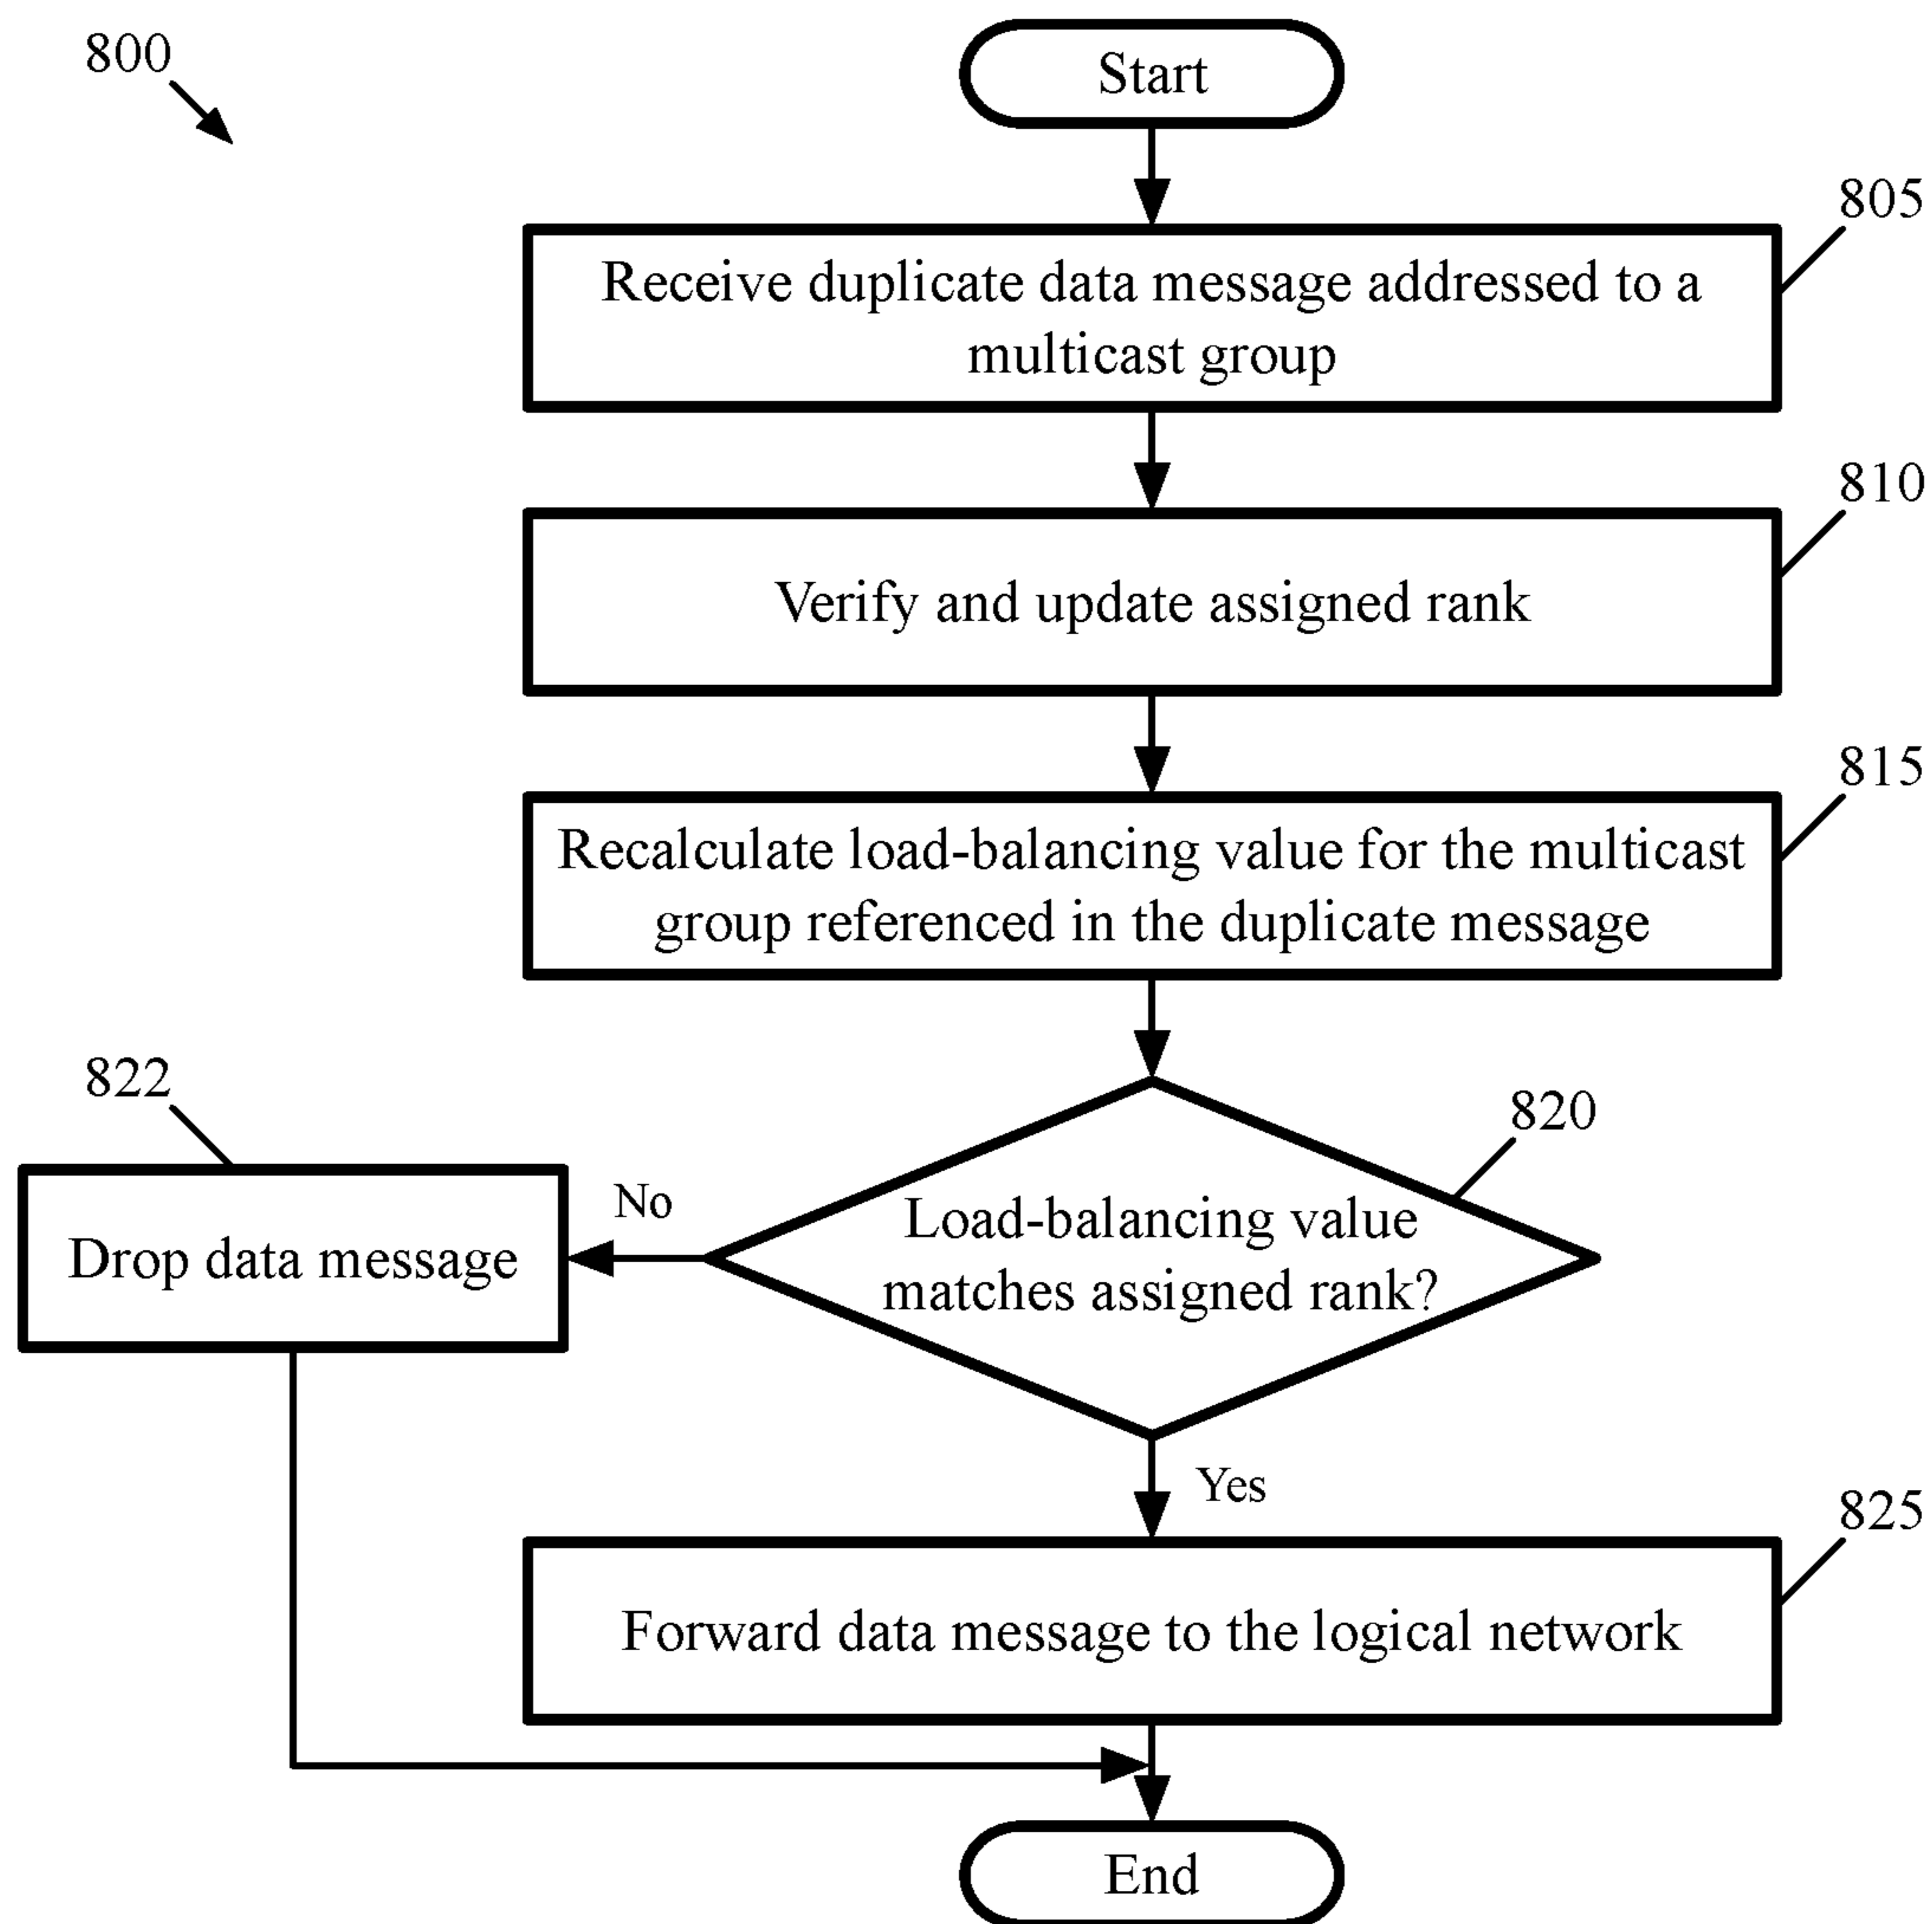 800
Start
805
Receive duplicate data message addressed to a
multicast group
810
Verify and update assigned rank
815
Recalculate load-balancing value for the multicast
group referenced in the duplicate message
822
820
Drop data message
No
Load-balancing value
matches assigned rank?
Yes
825
Forward data message to the logical network
End